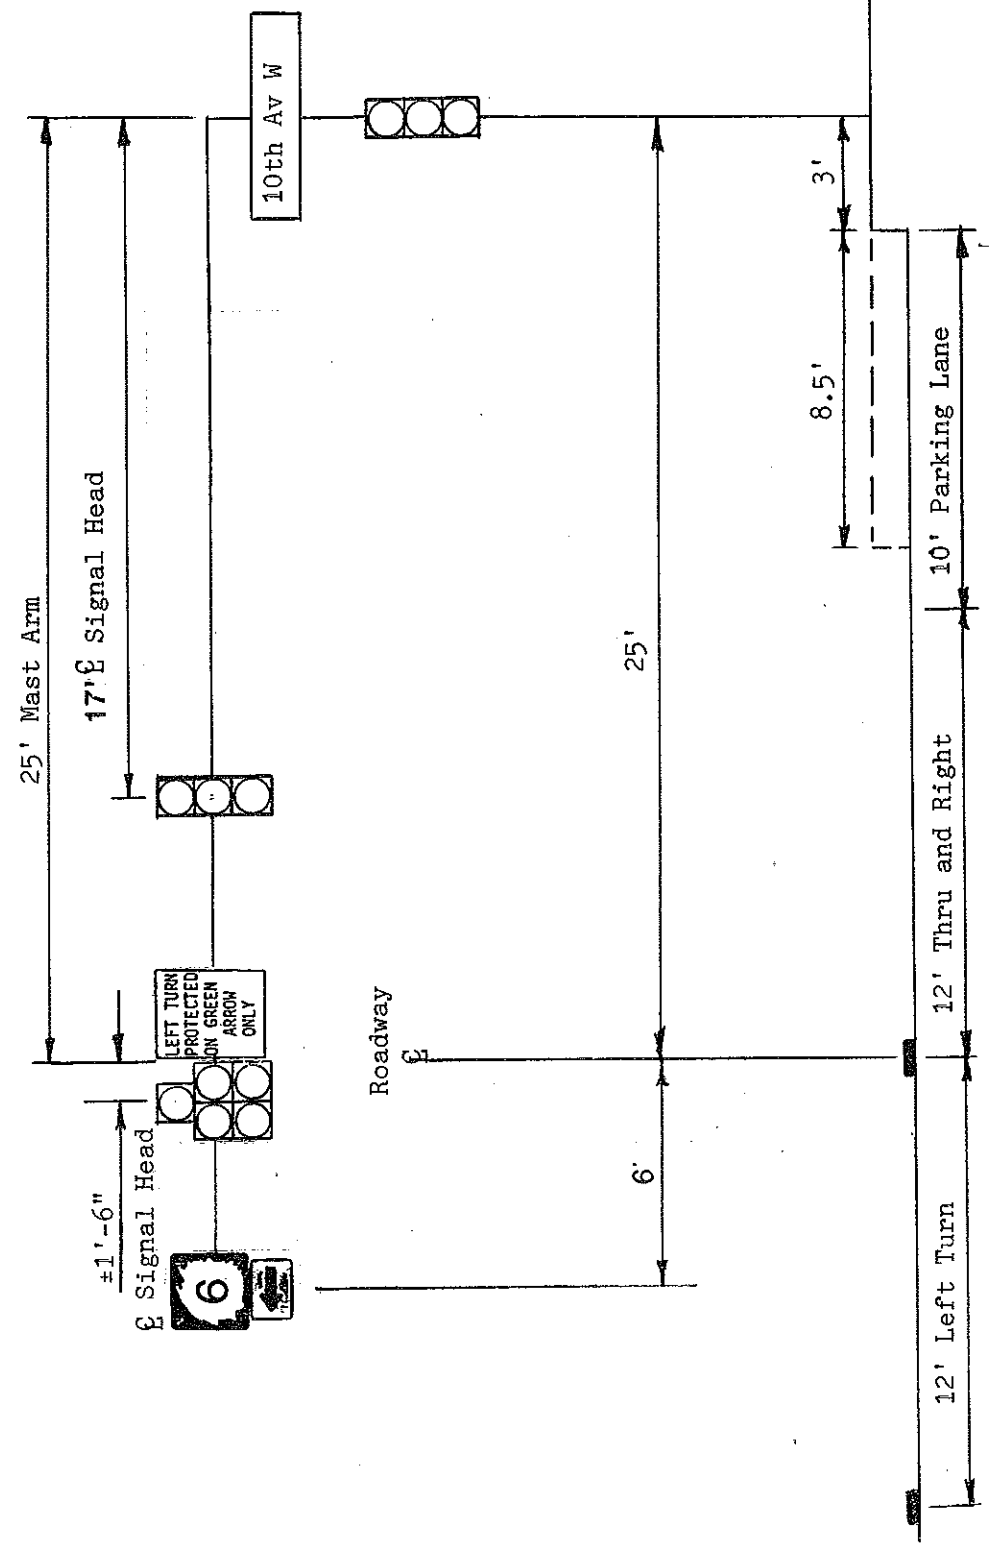 25' Mast Arm
17' ℄ Signal Head
±1'-6"
℄ Signal Head
6
LEFT TURN
PROTECTED
ON GREEN
ARROW
ONLY
10th Av W
Roadway
℄
6'
25'
8.5'
3'
12' Left Turn
12' Thru and Right
10' Parking Lane